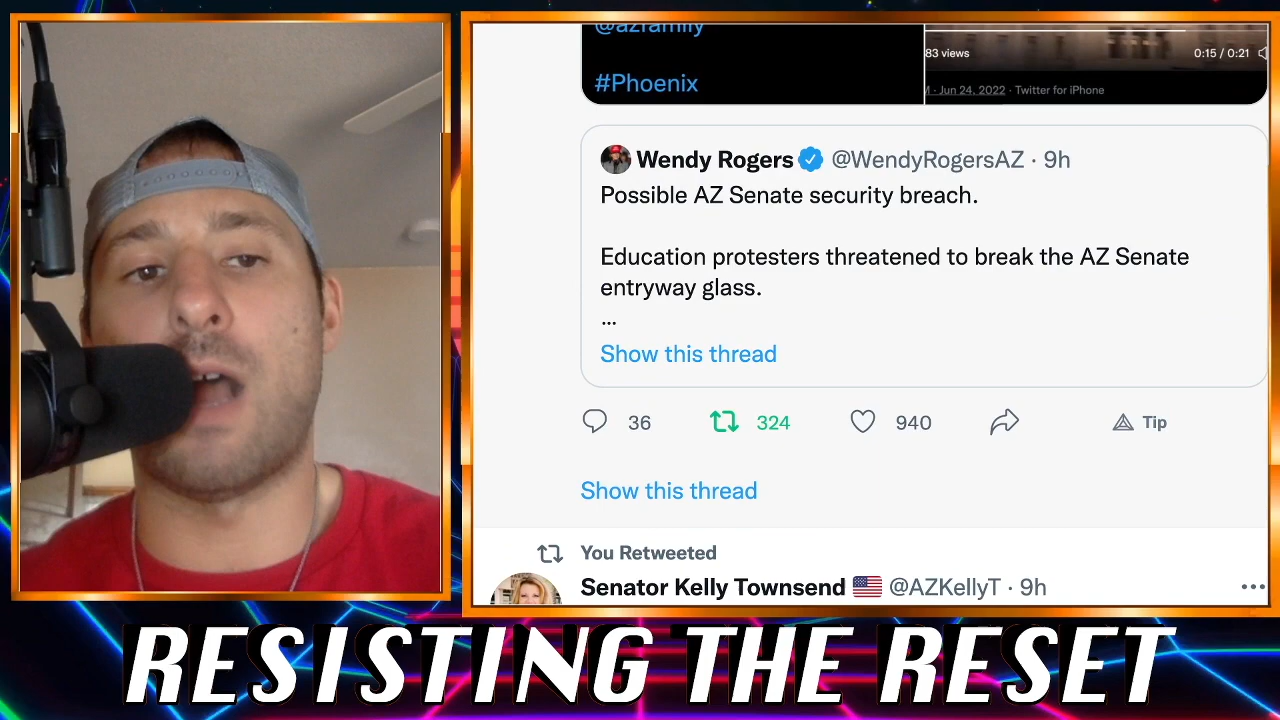 @azfamily
#Phoenix
83 views
0:15 / 0:21
M · Jun 24, 2022 · Twitter for iPhone
Wendy Rogers @WendyRogersAZ · 9h
Possible AZ Senate security breach.
Education protesters threatened to break the AZ Senate
entryway glass.
...
Show this thread
36
324
940
Tip
Show this thread
You Retweeted
Senator Kelly Townsend @AZKellyT · 9h
RESISTING THE RESET